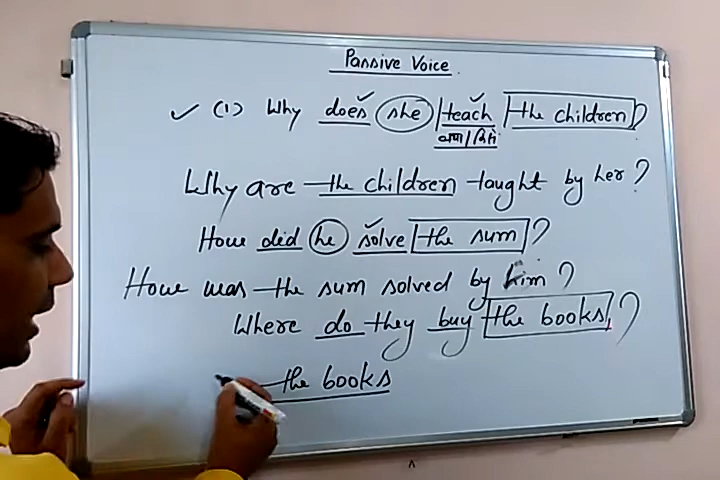 Passive Voice
(1) Why does she teach the children?
क्या/किसे
Why are the children taught by her?
How did he solve the sum?
How was the sum solved by him?
Where do they buy the books?
the books